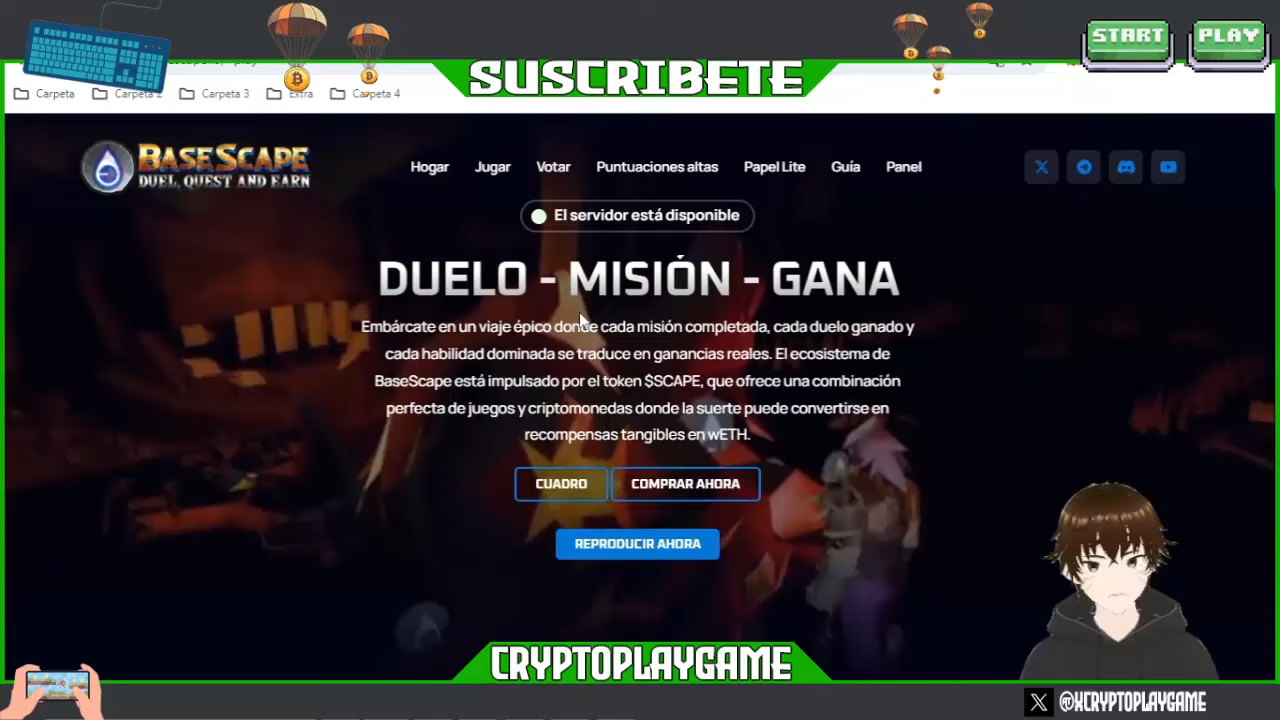 START PLAY
SUSCRIBETE
Carpeta Carpeta 2 Carpeta 3 Extra Carpeta 4
BASESCAPE
DUEL, QUEST AND EARN
Hogar Jugar Votar Puntuaciones altas Papel Lite Guía Panel
El servidor está disponible
DUELO - MISIÓN - GANA
Embárcate en un viaje épico donde cada misión completada, cada duelo ganado y
cada habilidad dominada se traduce en ganancias reales. El ecosistema de
BaseScape está impulsado por el token $SCAPE, que ofrece una combinación
perfecta de juegos y criptomonedas donde la suerte puede convertirse en
recompensas tangibles en wETH.
CUADRO COMPRAR AHORA
REPRODUCIR AHORA
CRYPTOPLAYGAME
@XCRYPTOPLAYGAME